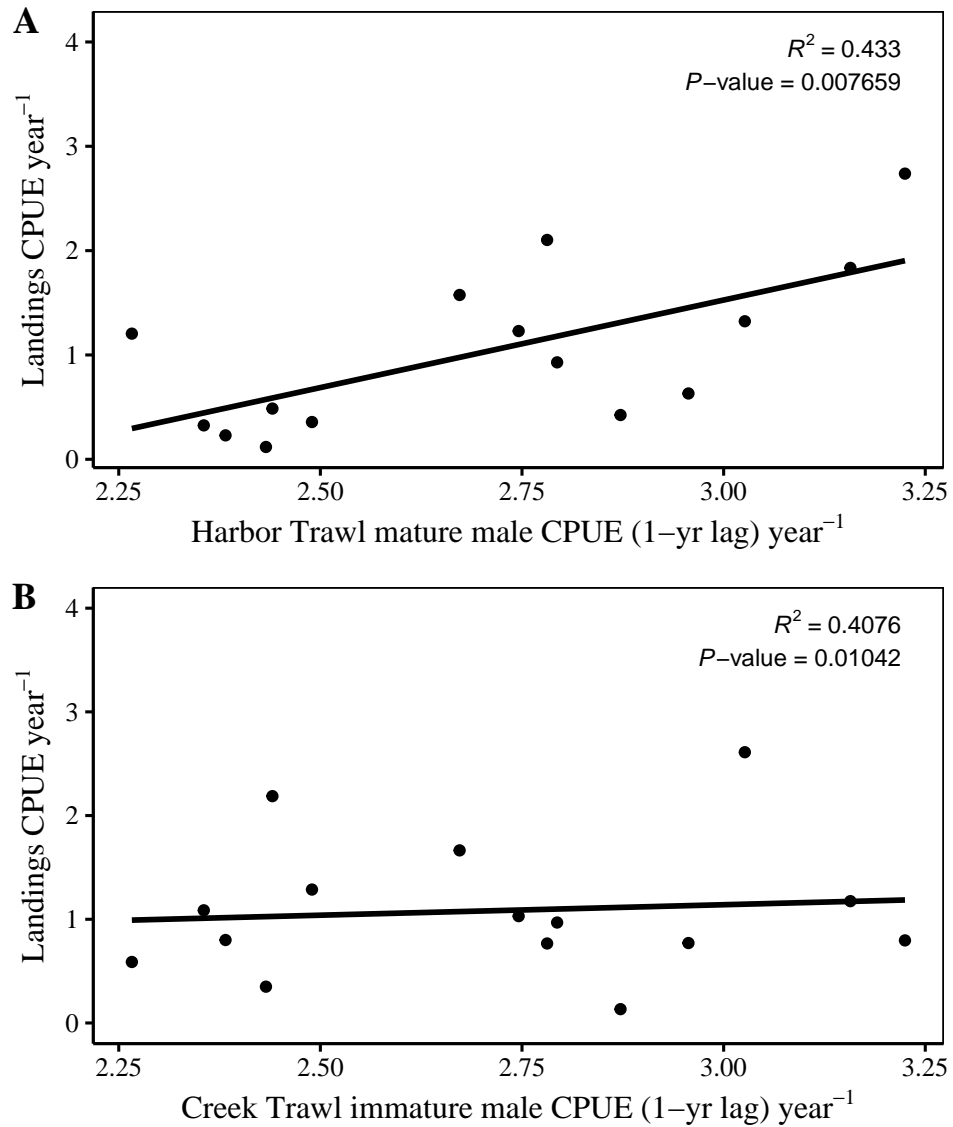 A
R² = 0.433
P−value = 0.007659
Landings CPUE year⁻¹
4
3
2
1
0
2.25 2.50 2.75 3.00 3.25
Harbor Trawl mature male CPUE (1−yr lag) year⁻¹
B
R² = 0.4076
P−value = 0.01042
Landings CPUE year⁻¹
4
3
2
1
0
2.25 2.50 2.75 3.00 3.25
Creek Trawl immature male CPUE (1−yr lag) year⁻¹